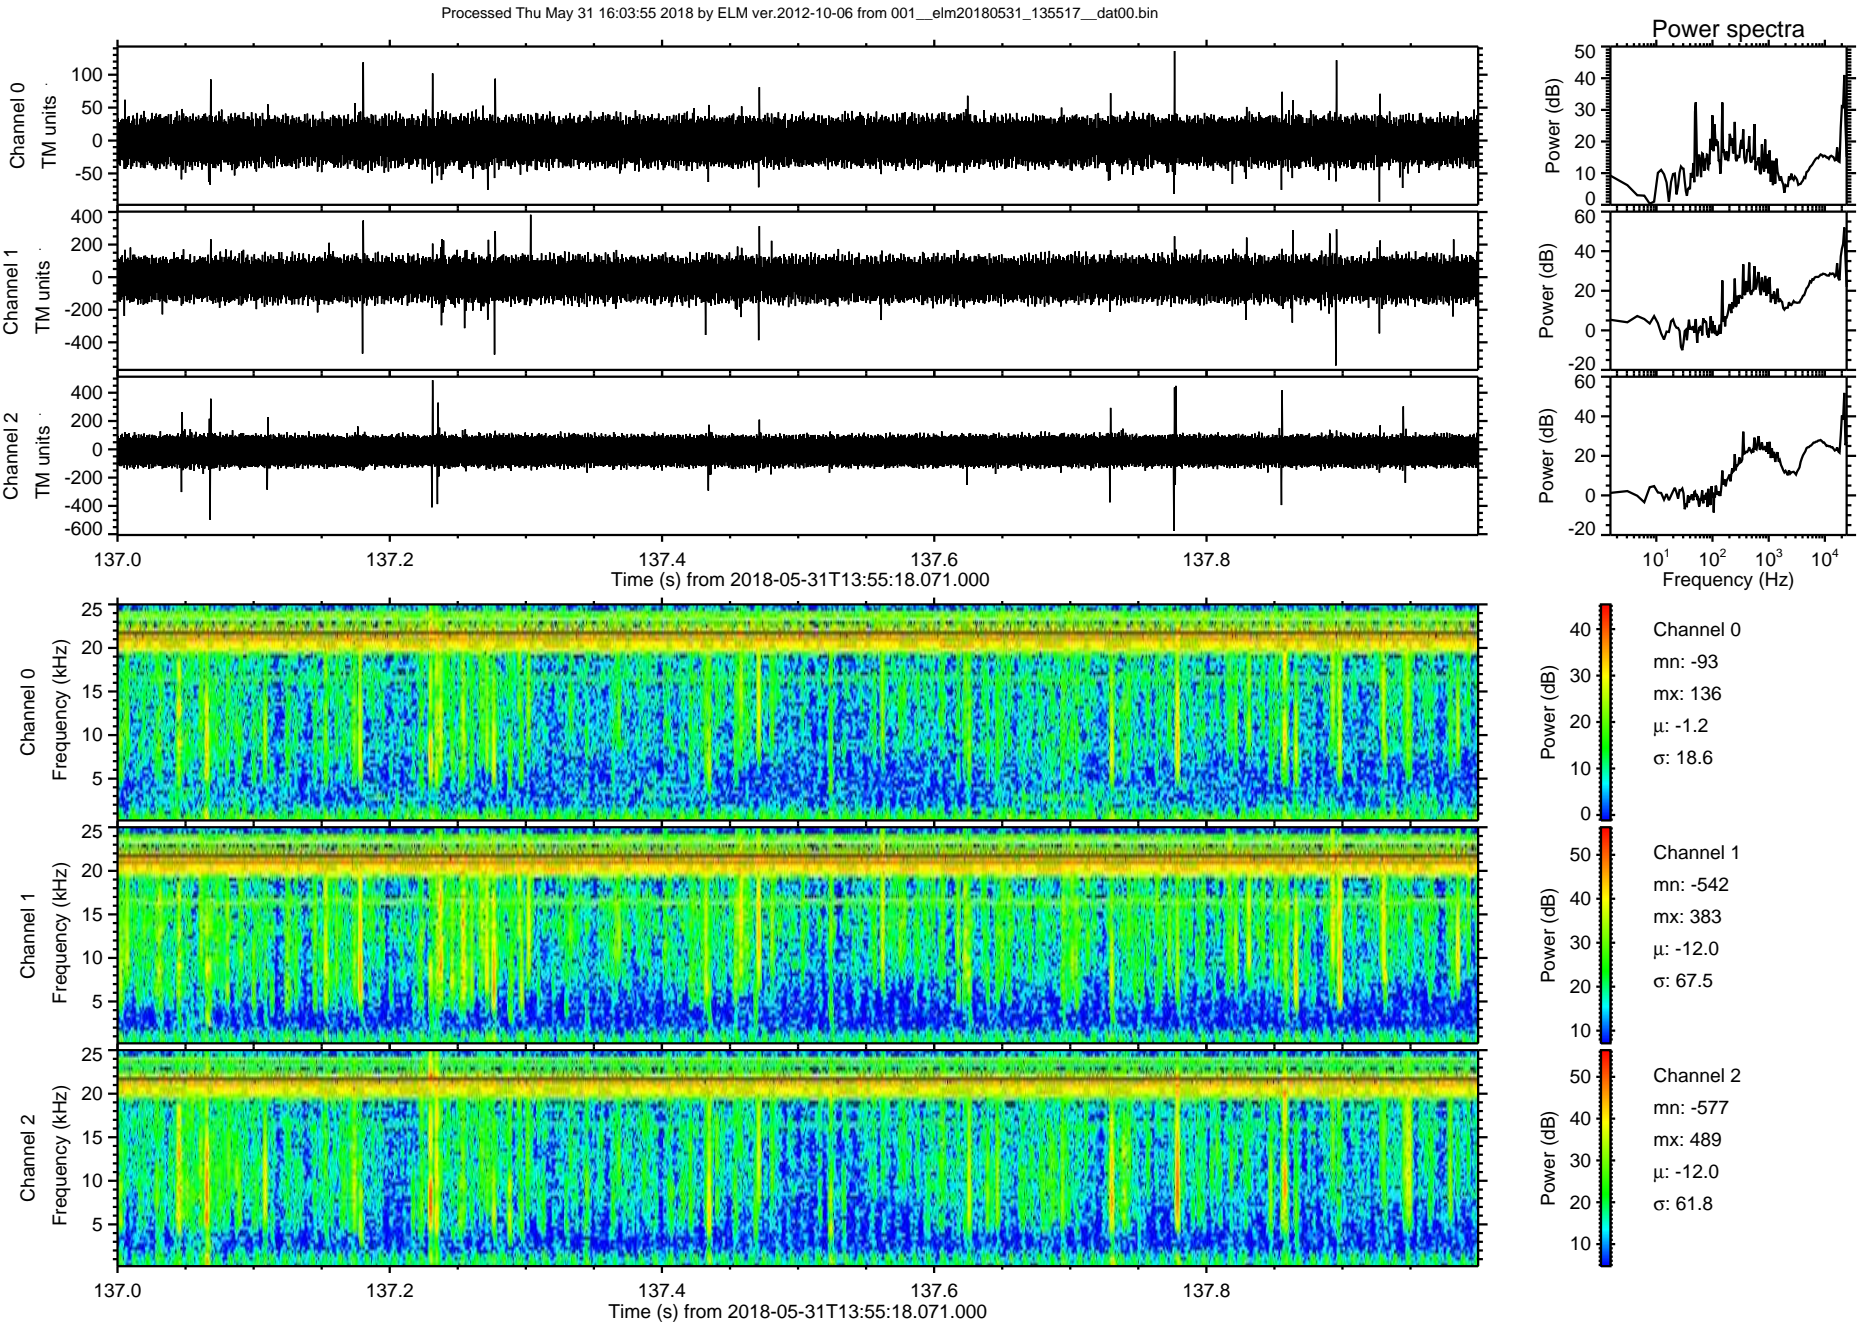 Processed Thu May 31 16:03:55 2018 by ELM ver.2012-10-06 from 001__elm20180531_135517__dat00.bin
Power spectra
Channel 0
TM units
100
50
0
-50
Power (dB)
50
40
30
20
10
0
Channel 1
TM units
400
200
0
-200
-400
Power (dB)
60
40
20
0
-20
Channel 2
TM units
400
200
0
-200
-400
-600
Power (dB)
60
40
20
0
-20
137.0 137.2 137.4 137.6 137.8
Time (s) from 2018-05-31T13:55:18.071.000
10^1 10^2 10^3 10^4
Frequency (Hz)
Channel 0
Frequency (kHz)
25
20
15
10
5
Power (dB)
40
30
20
10
0
Channel 0
mn: -93
mx: 136
μ: -1.2
σ: 18.6
Channel 1
Frequency (kHz)
25
20
15
10
5
Power (dB)
50
40
30
20
10
Channel 1
mn: -542
mx: 383
μ: -12.0
σ: 67.5
Channel 2
Frequency (kHz)
25
20
15
10
5
Power (dB)
50
40
30
20
10
Channel 2
mn: -577
mx: 489
μ: -12.0
σ: 61.8
137.0 137.2 137.4 137.6 137.8
Time (s) from 2018-05-31T13:55:18.071.000